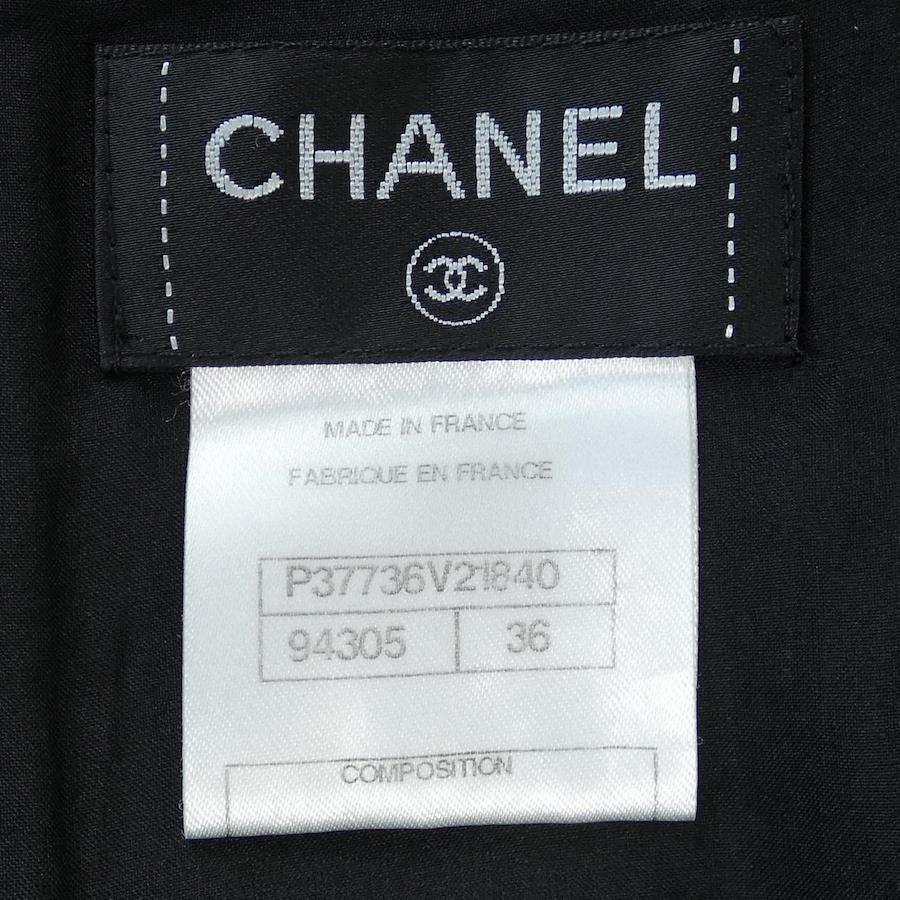 CHANEL
MADE IN FRANCE
FABRIQUE EN FRANCE
P37736V21840
94305 36
COMPOSITION